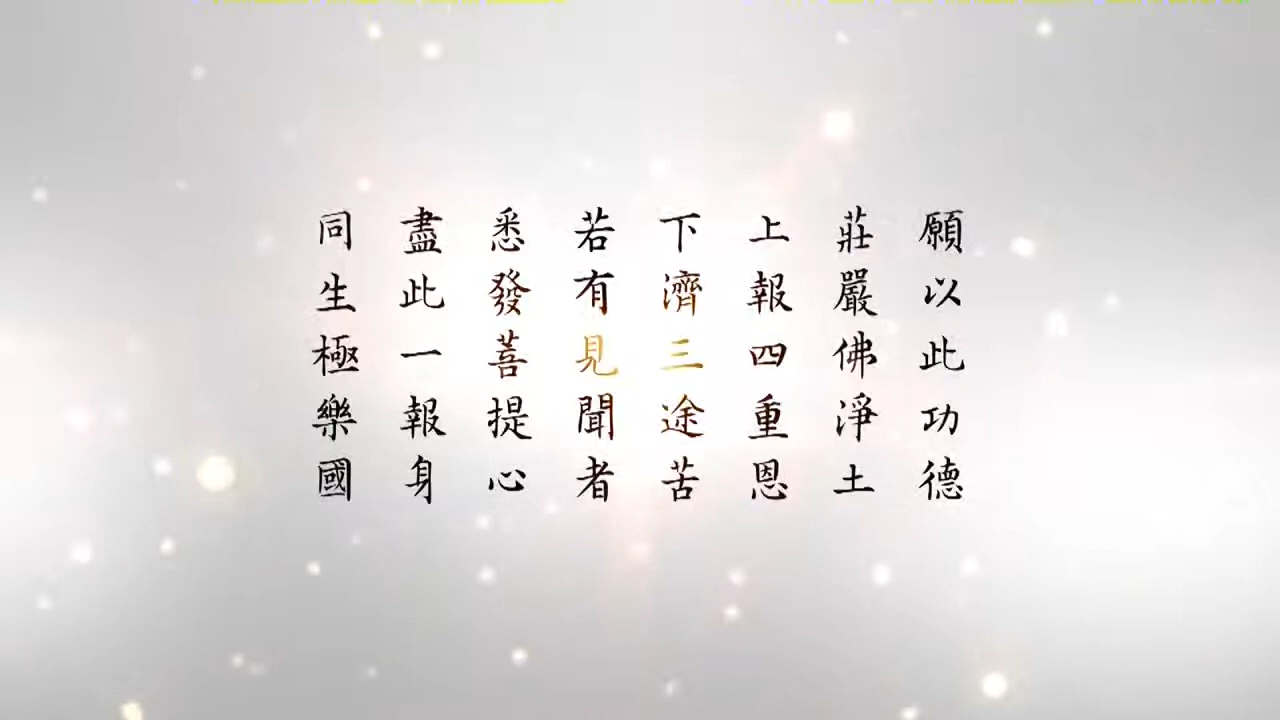 願以此功德
莊嚴佛淨土
上報四重恩
下濟三途苦
若有見聞者
悉發菩提心
盡此一報身
同生極樂國